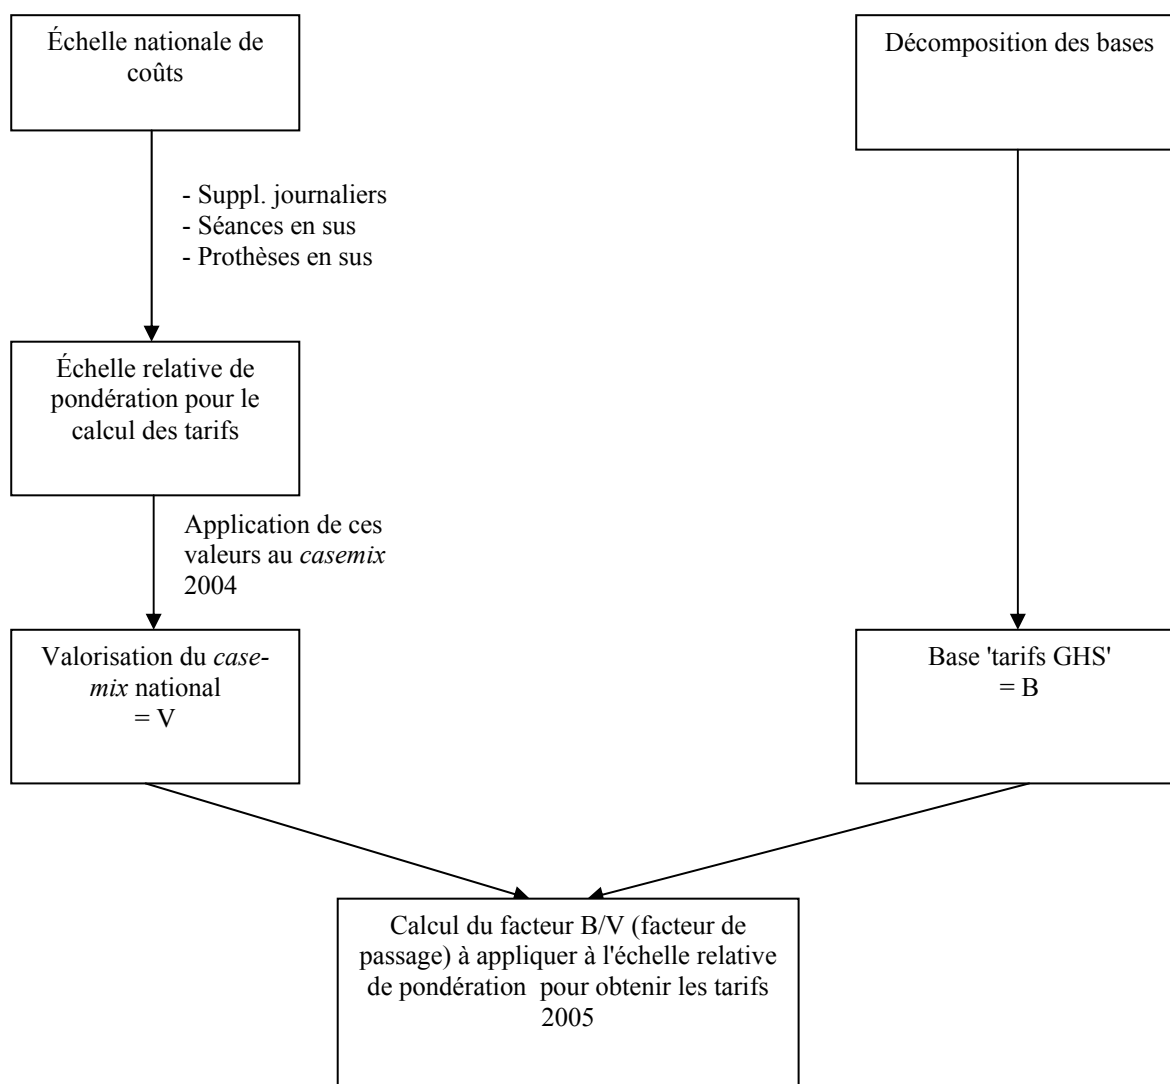 Échelle nationale de
coûts
Décomposition des bases
- Suppl. journaliers
- Séances en sus
- Prothèses en sus
Échelle relative de
pondération pour le
calcul des tarifs
Application de ces
valeurs au casemix
2004
Valorisation du case-
mix national
= V
Base 'tarifs GHS'
= B
Calcul du facteur B/V (facteur de
passage) à appliquer à l'échelle relative
de pondération pour obtenir les tarifs
2005